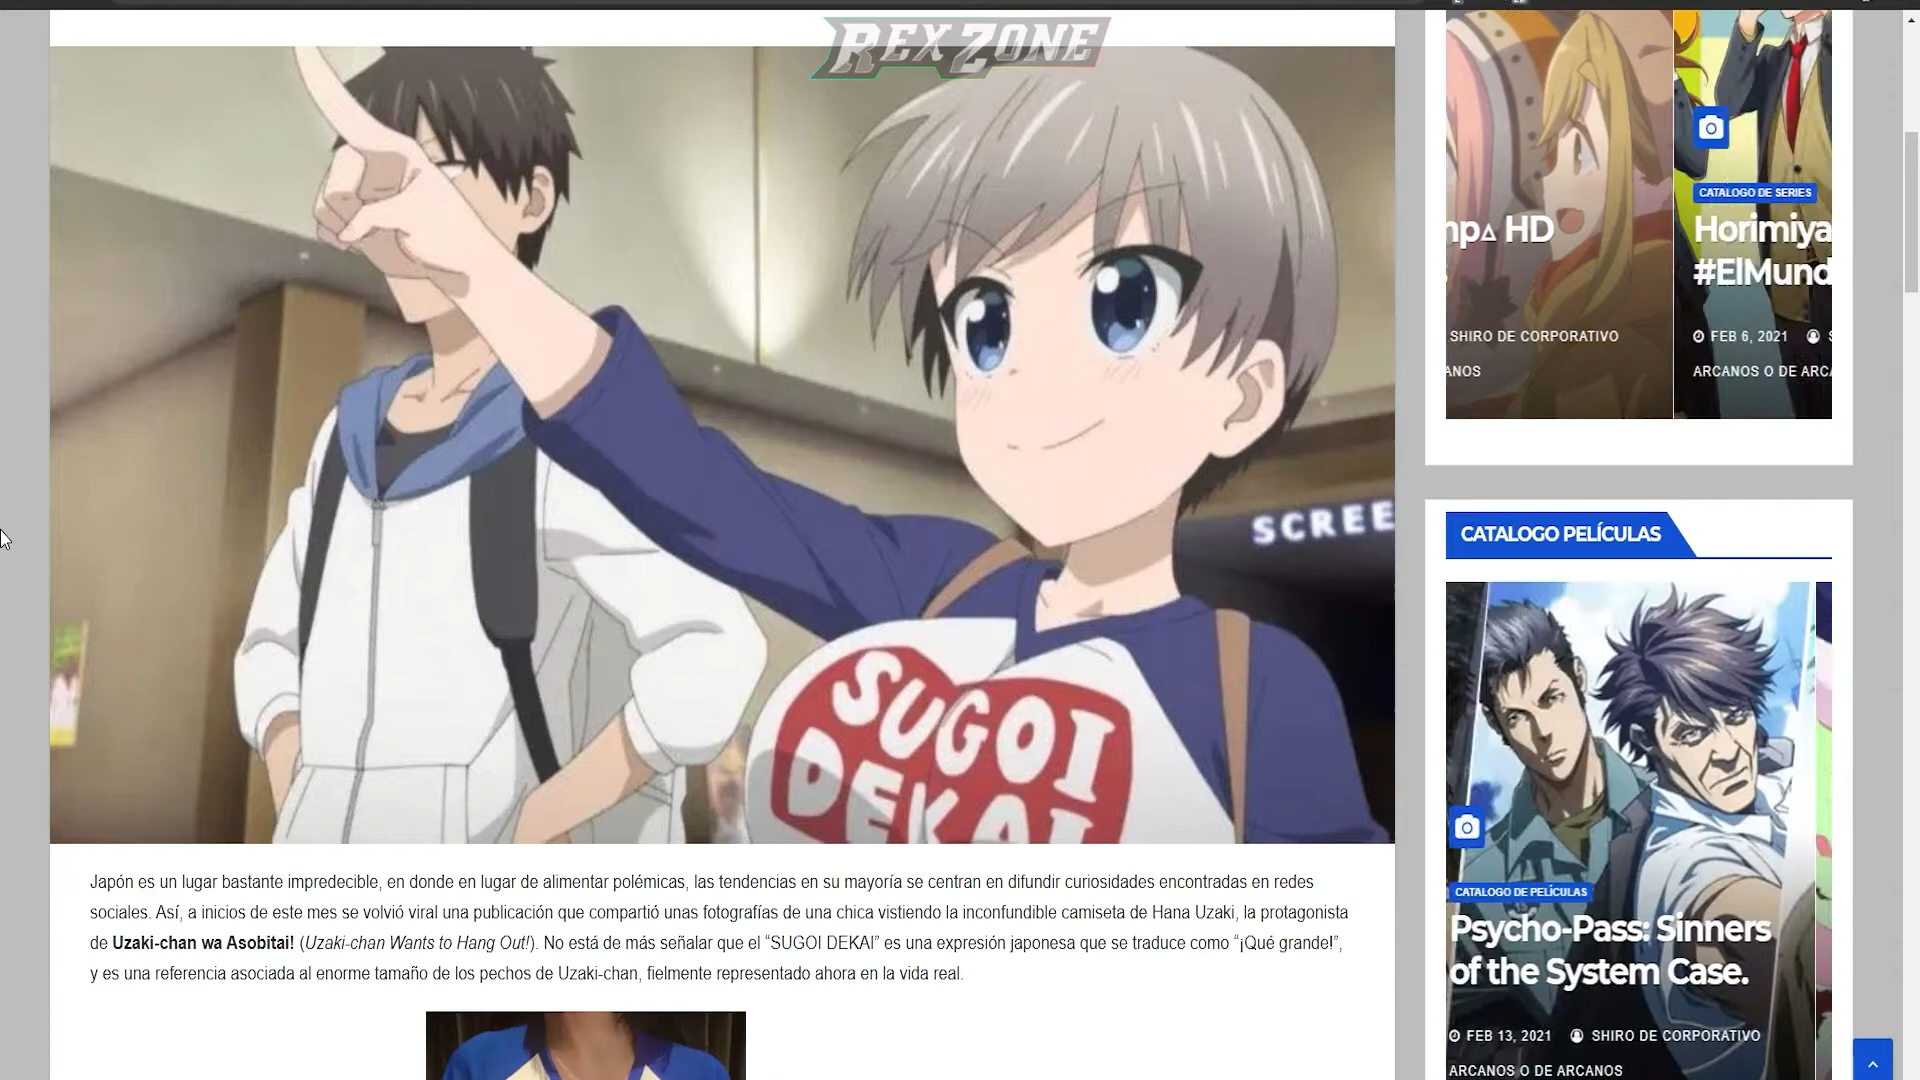 REX ZONE
SCREE
SUGOI
DEKAI
Japón es un lugar bastante impredecible, en donde en lugar de alimentar polémicas, las tendencias en su mayoría se centran en difundir curiosidades encontradas en redes
sociales. Así, a inicios de este mes se volvió viral una publicación que compartió unas fotografías de una chica vistiendo la inconfundible camiseta de Hana Uzaki, la protagonista
de Uzaki-chan wa Asobitai! (Uzaki-chan Wants to Hang Out!). No está de más señalar que el “SUGOI DEKAI” es una expresión japonesa que se traduce como “¡Qué grande!”,
y es una referencia asociada al enorme tamaño de los pechos de Uzaki-chan, fielmente representado ahora en la vida real.
mp△ HD
SHIRO DE CORPORATIVO
ANOS
CATALOGO DE SERIES
Horimiya
#ElMund
FEB 6, 2021
ARCANOS O DE ARCA
CATALOGO PELÍCULAS
CATALOGO DE PELÍCULAS
Psycho-Pass: Sinners
of the System Case.
FEB 13, 2021 SHIRO DE CORPORATIVO
ARCANOS O DE ARCANOS